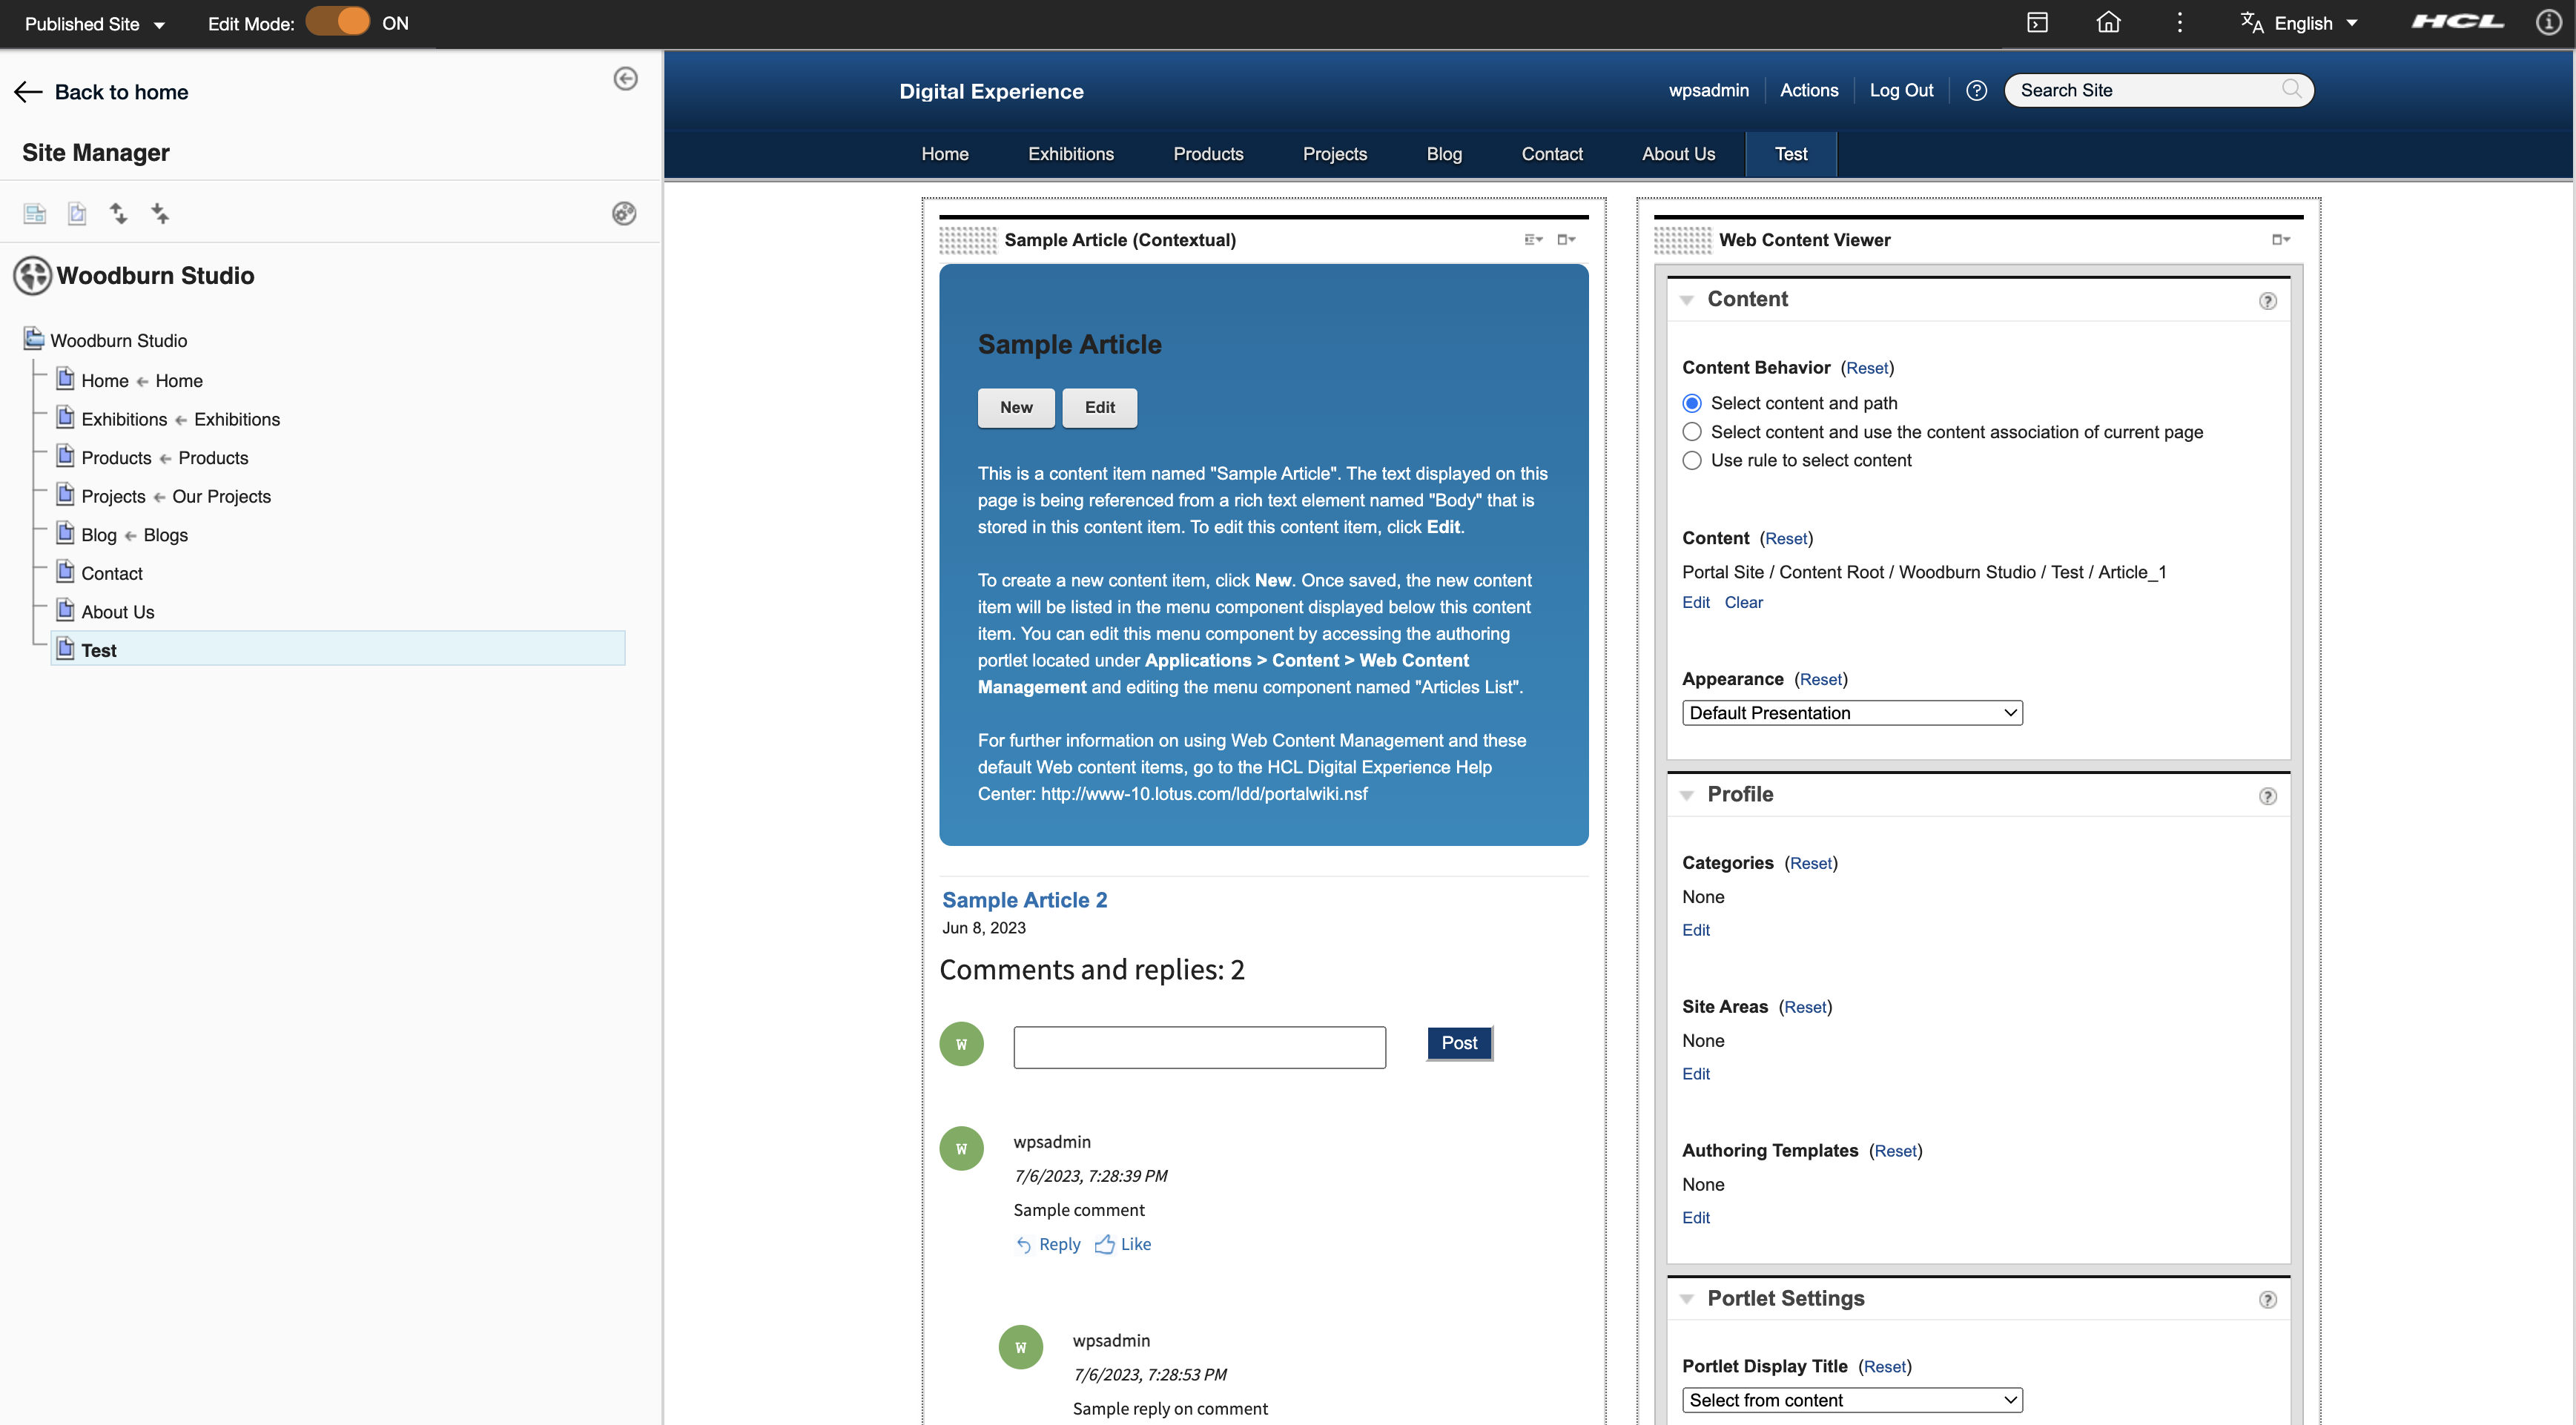 Published Site
Edit Mode:
ON
English
HCL
Back to home
Site Manager
Woodburn Studio
Woodburn Studio
Home ← Home
Exhibitions ← Exhibitions
Products ← Products
Projects ← Our Projects
Blog ← Blogs
Contact
About Us
Test
Digital Experience
wpsadmin
Actions
Log Out
Search Site
Home
Exhibitions
Products
Projects
Blog
Contact
About Us
Test
Sample Article (Contextual)
Sample Article
New
Edit
This is a content item named "Sample Article". The text displayed on this
page is being referenced from a rich text element named "Body" that is
stored in this content item. To edit this content item, click Edit.
To create a new content item, click New. Once saved, the new content
item will be listed in the menu component displayed below this content
item. You can edit this menu component by accessing the authoring
portlet located under Applications > Content > Web Content
Management and editing the menu component named "Articles List".
For further information on using Web Content Management and these
default Web content items, go to the HCL Digital Experience Help
Center: http://www-10.lotus.com/ldd/portalwiki.nsf
Sample Article 2
Jun 8, 2023
Comments and replies: 2
W
Post
W
wpsadmin
7/6/2023, 7:28:39 PM
Sample comment
Reply
Like
W
wpsadmin
7/6/2023, 7:28:53 PM
Sample reply on comment
Web Content Viewer
Content
?
Content Behavior (Reset)
Select content and path
Select content and use the content association of current page
Use rule to select content
Content (Reset)
Portal Site / Content Root / Woodburn Studio / Test / Article_1
Edit Clear
Appearance (Reset)
Default Presentation
Profile
?
Categories (Reset)
None
Edit
Site Areas (Reset)
None
Edit
Authoring Templates (Reset)
None
Edit
Portlet Settings
?
Portlet Display Title (Reset)
Select from content